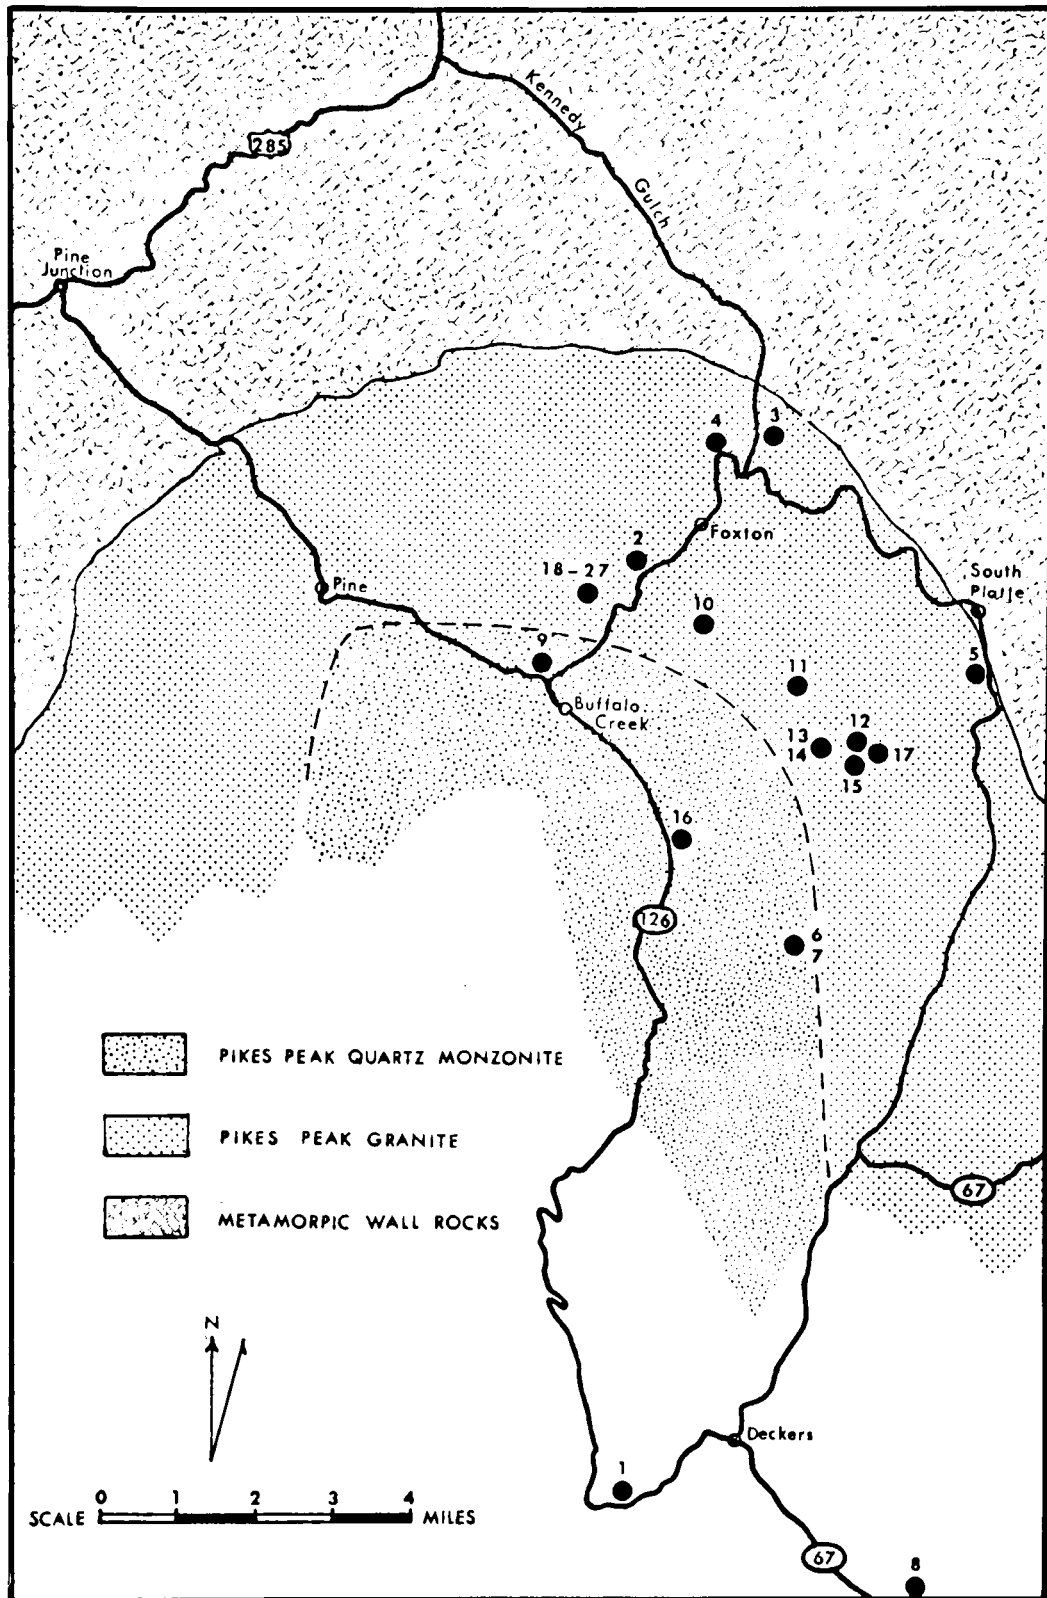 Kennedy
Gulch
285
Pine
Junction
4
3
Foxton
2
18-27
10
South
Platte
Pine
9
5
11
Buffalo
Creek
12
13
14
17
15
16
126
6
7
PIKES PEAK QUARTZ MONZONITE
PIKES PEAK GRANITE
67
METAMORPIC WALL ROCKS
N
Deckers
1
0 1 2 3 4
SCALE MILES
67
8